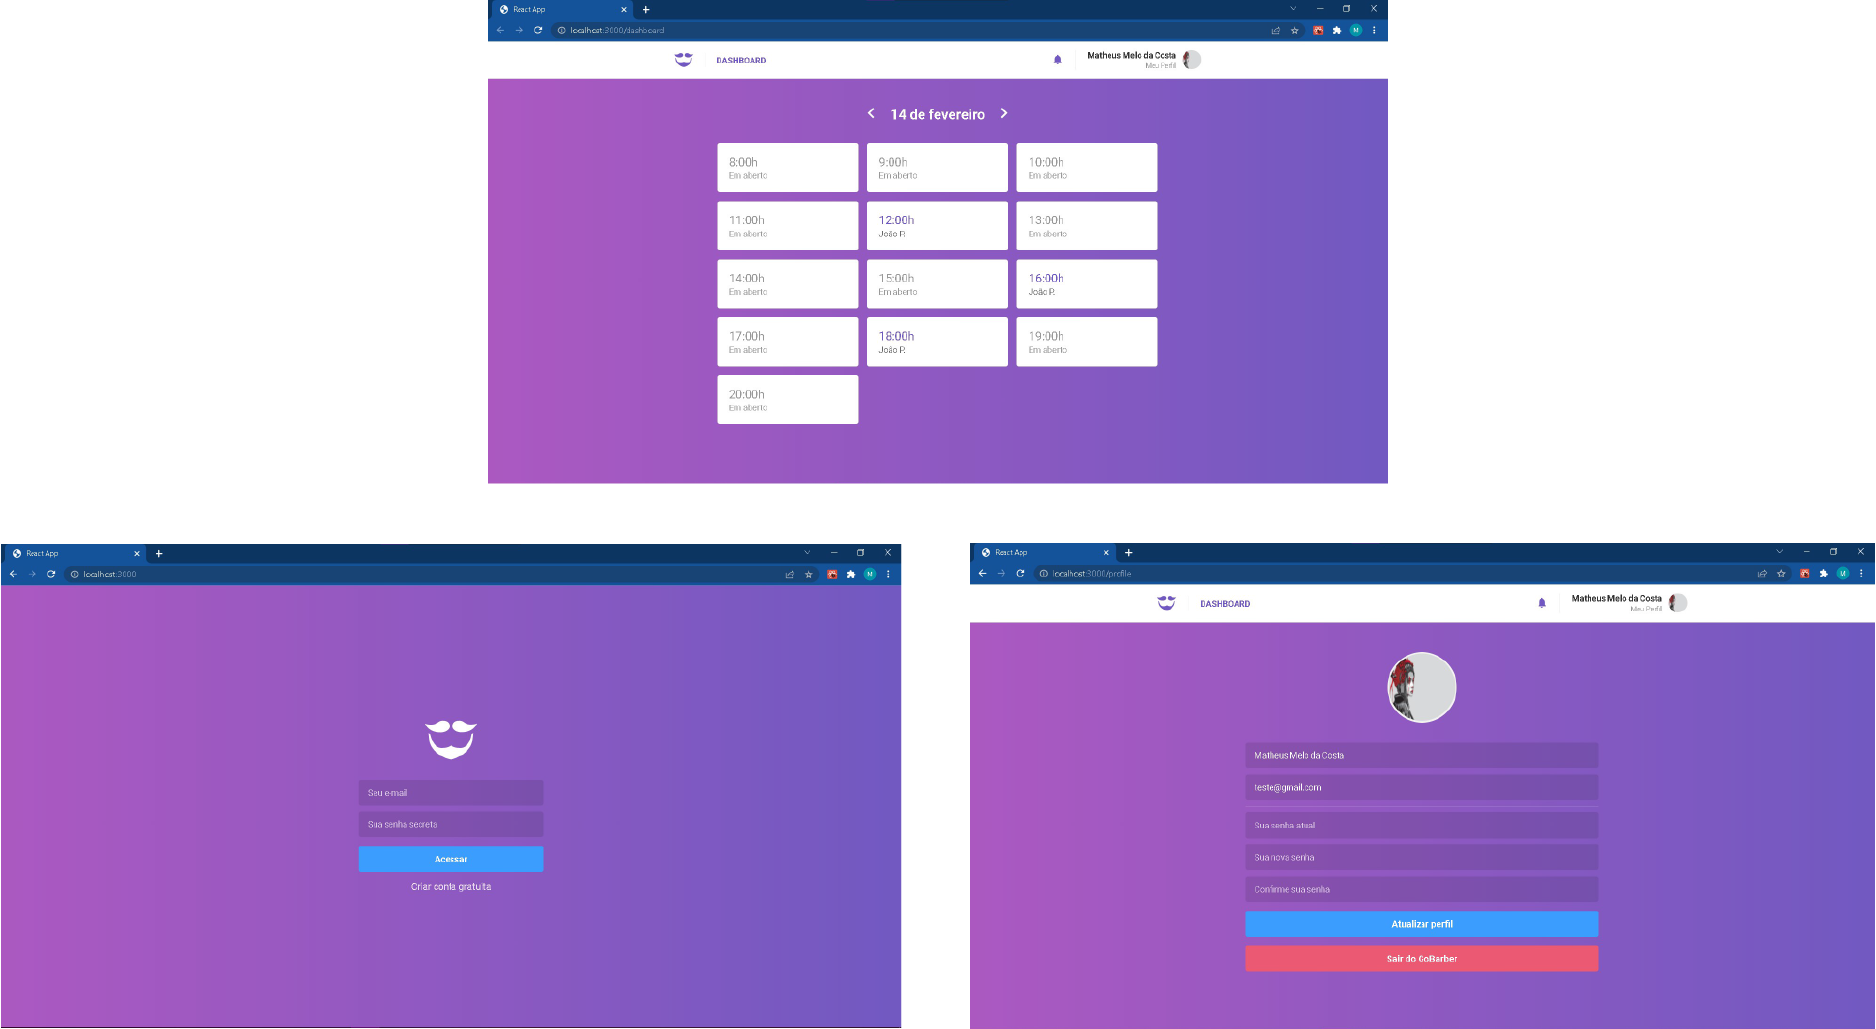 React App
localhost:3000/dashboard
M
DASHBOARD
Matheus Melo da Costa
Meu Perfil
14 de fevereiro
8:00h
Em aberto
9:00h
Em aberto
10:00h
Em aberto
11:00h
Em aberto
12:00h
João P.
13:00h
Em aberto
14:00h
Em aberto
15:00h
Em aberto
16:00h
João P.
17:00h
Em aberto
18:00h
João P.
19:00h
Em aberto
20:00h
Em aberto
React App
localhost:3000
M
Seu e-mail
Sua senha secreta
Acessar
Criar conta gratuita
React App
localhost:3000/profile
M
DASHBOARD
Matheus Melo da Costa
Meu Perfil
Matheus Melo da Costa
teste@gmail.com
Sua senha atual
Sua nova senha
Confirme sua senha
Atualizar perfil
Sair do GoBarber